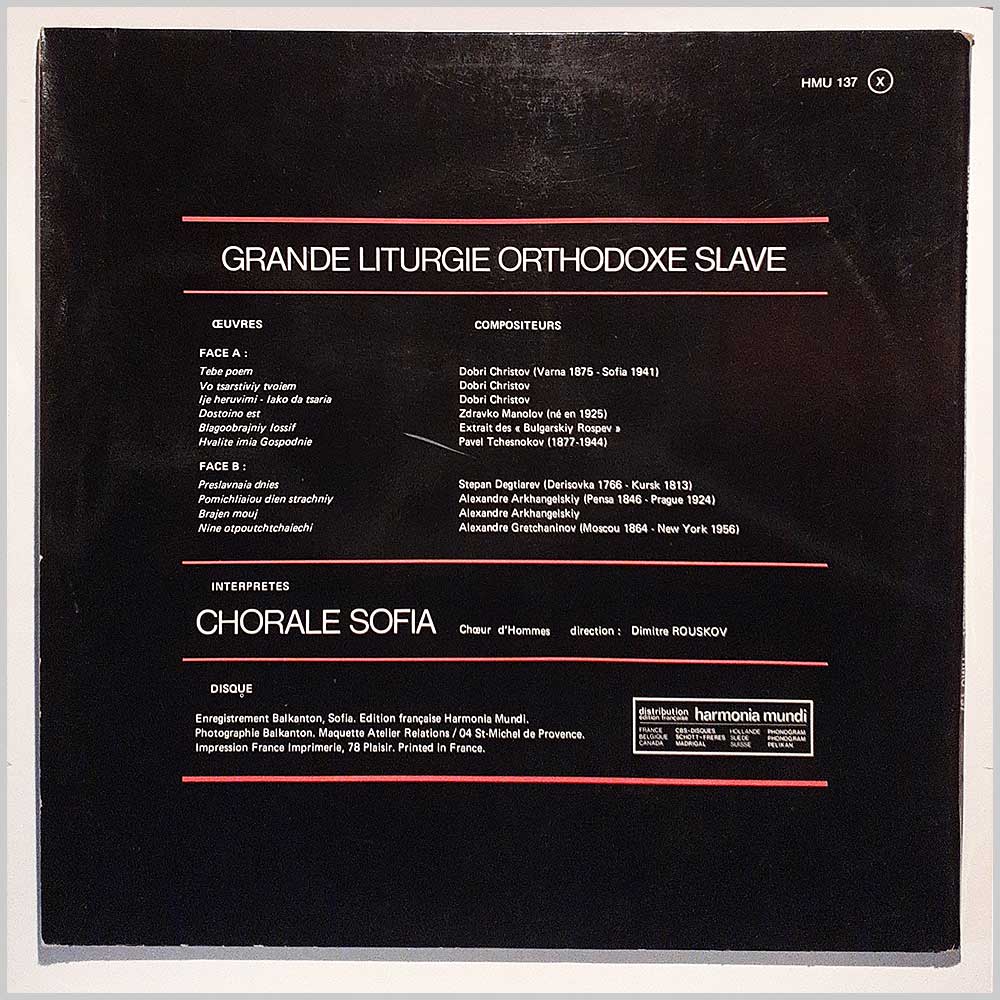 HMU 137 X
GRANDE LITURGIE ORTHODOXE SLAVE
ŒUVRES COMPOSITEURS
FACE A :
Tebe poem Dobri Christov (Varna 1875 - Sofia 1941)
Vo tsarstiviy tvoiem Dobri Christov
Ije heruvimi - Iako da tsaria Dobri Christov
Dostoino est Zdravko Manolov (né en 1925)
Blagoobrajniy Iossif Extrait des « Bulgarskiy Rospev »
Hvalite imia Gospodnie Pavel Tchesnokov (1877-1944)
FACE B :
Preslavnaia dnies Stepan Degtiarev (Derisovka 1766 - Kursk 1813)
Pomichliaiou dien strachniy Alexandre Arkhangelskiy (Pensa 1846 - Prague 1924)
Brajen mouj Alexandre Arkhangelskiy
Nine otpoutchtchaiechi Alexandre Gretchaninov (Moscou 1864 - New York 1956)
INTERPRETES
CHORALE SOFIA Chœur d'Hommes direction : Dimitre ROUSKOV
DISQUE
Enregistrement Balkanton, Sofia. Edition française Harmonia Mundi.
Photographie Balkanton. Maquette Atelier Relations / 04 St-Michel de Provence.
Impression France Imprimerie, 78 Plaisir. Printed in France.
distribution harmonia mundi
édition française
FRANCE CBS-DISQUES HOLLANDE PHONOGRAM
BELGIQUE SCHOTT-FRERES SUEDE PHONOGRAM
CANADA MADRIGAL SUISSE PELIKAN